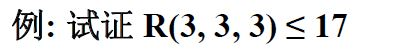 例: 试证 R(3, 3, 3) ≤ 17